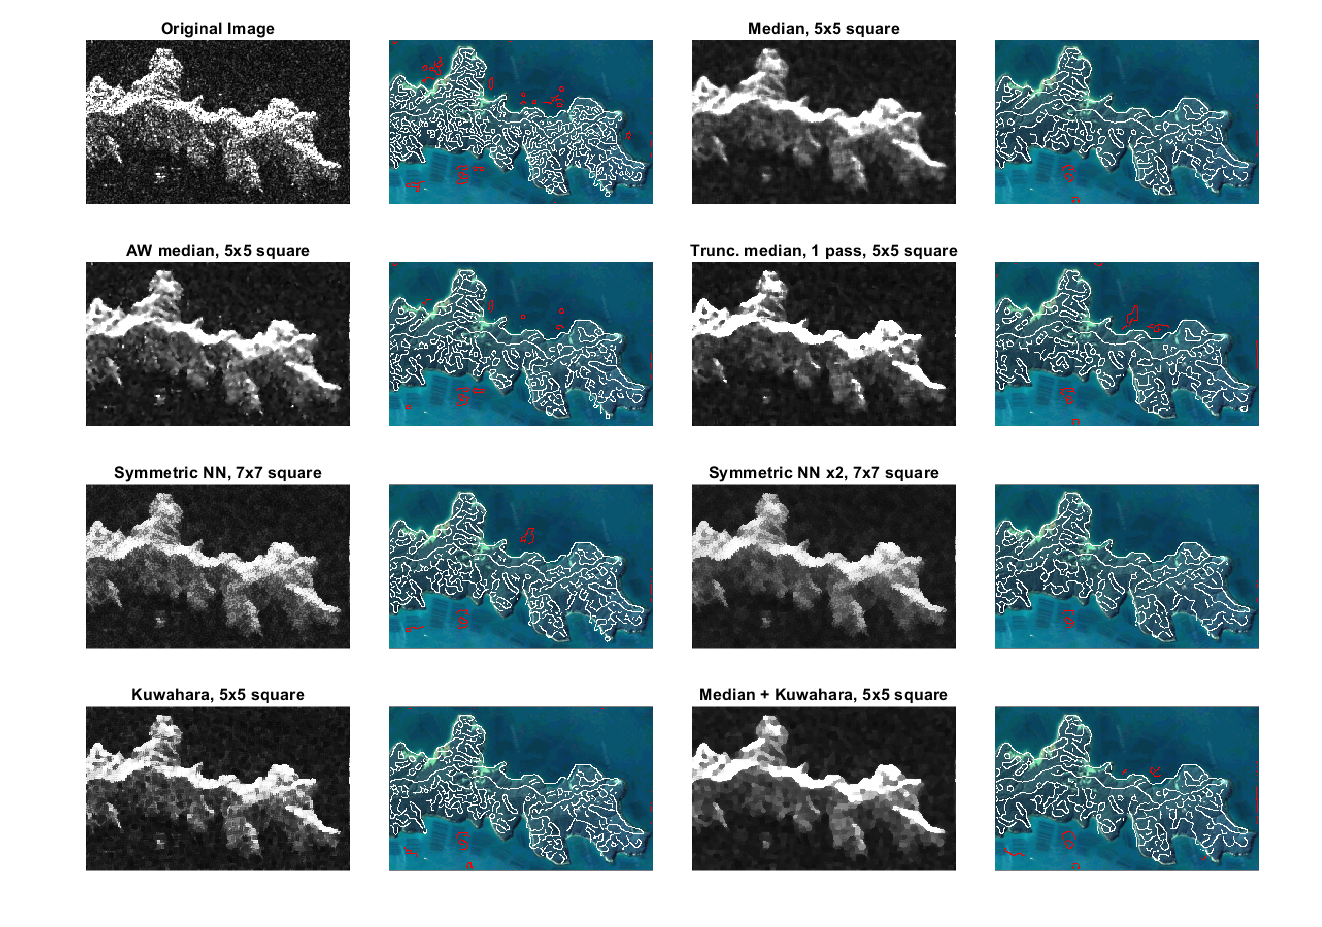 Original Image
Median, 5x5 square
AW median, 5x5 square
Trunc. median, 1 pass, 5x5 square
Symmetric NN, 7x7 square
Symmetric NN x2, 7x7 square
Kuwahara, 5x5 square
Median + Kuwahara, 5x5 square